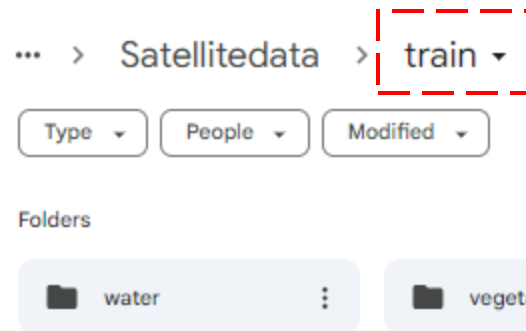 ... > Satellitedata > train
Type People Modified
Folders
water